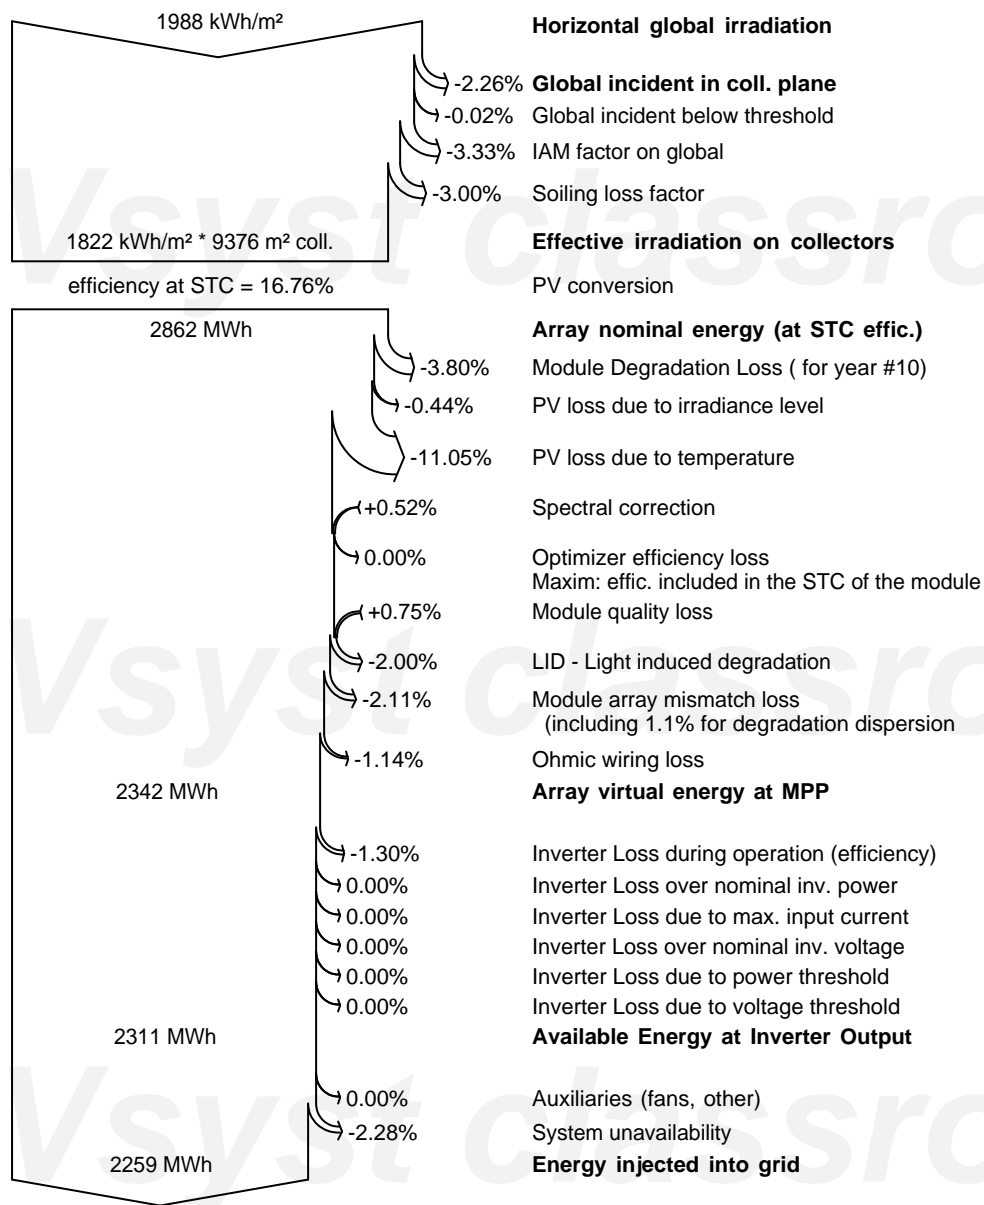 1988 kWh/m² Horizontal global irradiation
-2.26% Global incident in coll. plane
-0.02% Global incident below threshold
-3.33% IAM factor on global
-3.00% Soiling loss factor
1822 kWh/m² * 9376 m² coll. Effective irradiation on collectors
efficiency at STC = 16.76% PV conversion
2862 MWh Array nominal energy (at STC effic.)
-3.80% Module Degradation Loss ( for year #10)
-0.44% PV loss due to irradiance level
-11.05% PV loss due to temperature
+0.52% Spectral correction
0.00% Optimizer efficiency loss
Maxim: effic. included in the STC of the module
+0.75% Module quality loss
-2.00% LID - Light induced degradation
-2.11% Module array mismatch loss
(including 1.1% for degradation dispersion
-1.14% Ohmic wiring loss
2342 MWh Array virtual energy at MPP
-1.30% Inverter Loss during operation (efficiency)
0.00% Inverter Loss over nominal inv. power
0.00% Inverter Loss due to max. input current
0.00% Inverter Loss over nominal inv. voltage
0.00% Inverter Loss due to power threshold
0.00% Inverter Loss due to voltage threshold
2311 MWh Available Energy at Inverter Output
0.00% Auxiliaries (fans, other)
-2.28% System unavailability
2259 MWh Energy injected into grid
Vsyst classro
Vsyst classro
Vsyst classro